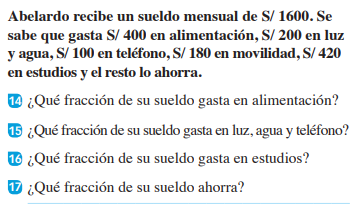 Abelardo recibe un sueldo mensual de S/ 1600. Se
sabe que gasta S/ 400 en alimentación, S/ 200 en luz
y agua, S/ 100 en teléfono, S/ 180 en movilidad, S/ 420
en estudios y el resto lo ahorra.
14 ¿Qué fracción de su sueldo gasta en alimentación?
15 ¿Qué fracción de su sueldo gasta en luz, agua y teléfono?
16 ¿Qué fracción de su sueldo gasta en estudios?
17 ¿Qué fracción de su sueldo ahorra?